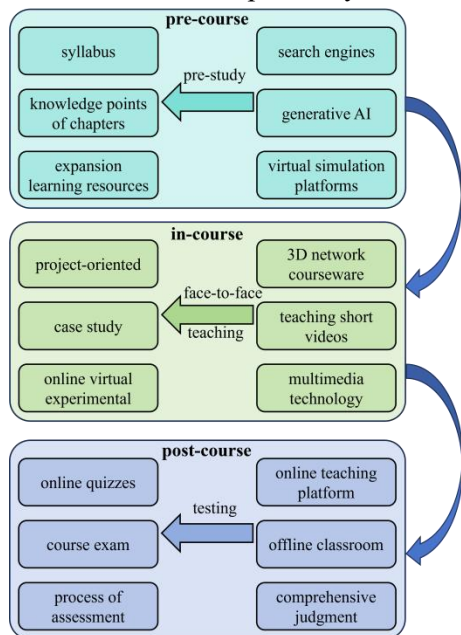 pre-course
syllabus
search engines
pre-study
knowledge points
of chapters
generative AI
expansion
learning resources
virtual simulation
platforms
in-course
project-oriented
3D network
courseware
face-to-face
teaching
case study
teaching short
videos
online virtual
experimental
multimedia
technology
post-course
online quizzes
online teaching
platform
testing
course exam
offline classroom
process of
assessment
comprehensive
judgment